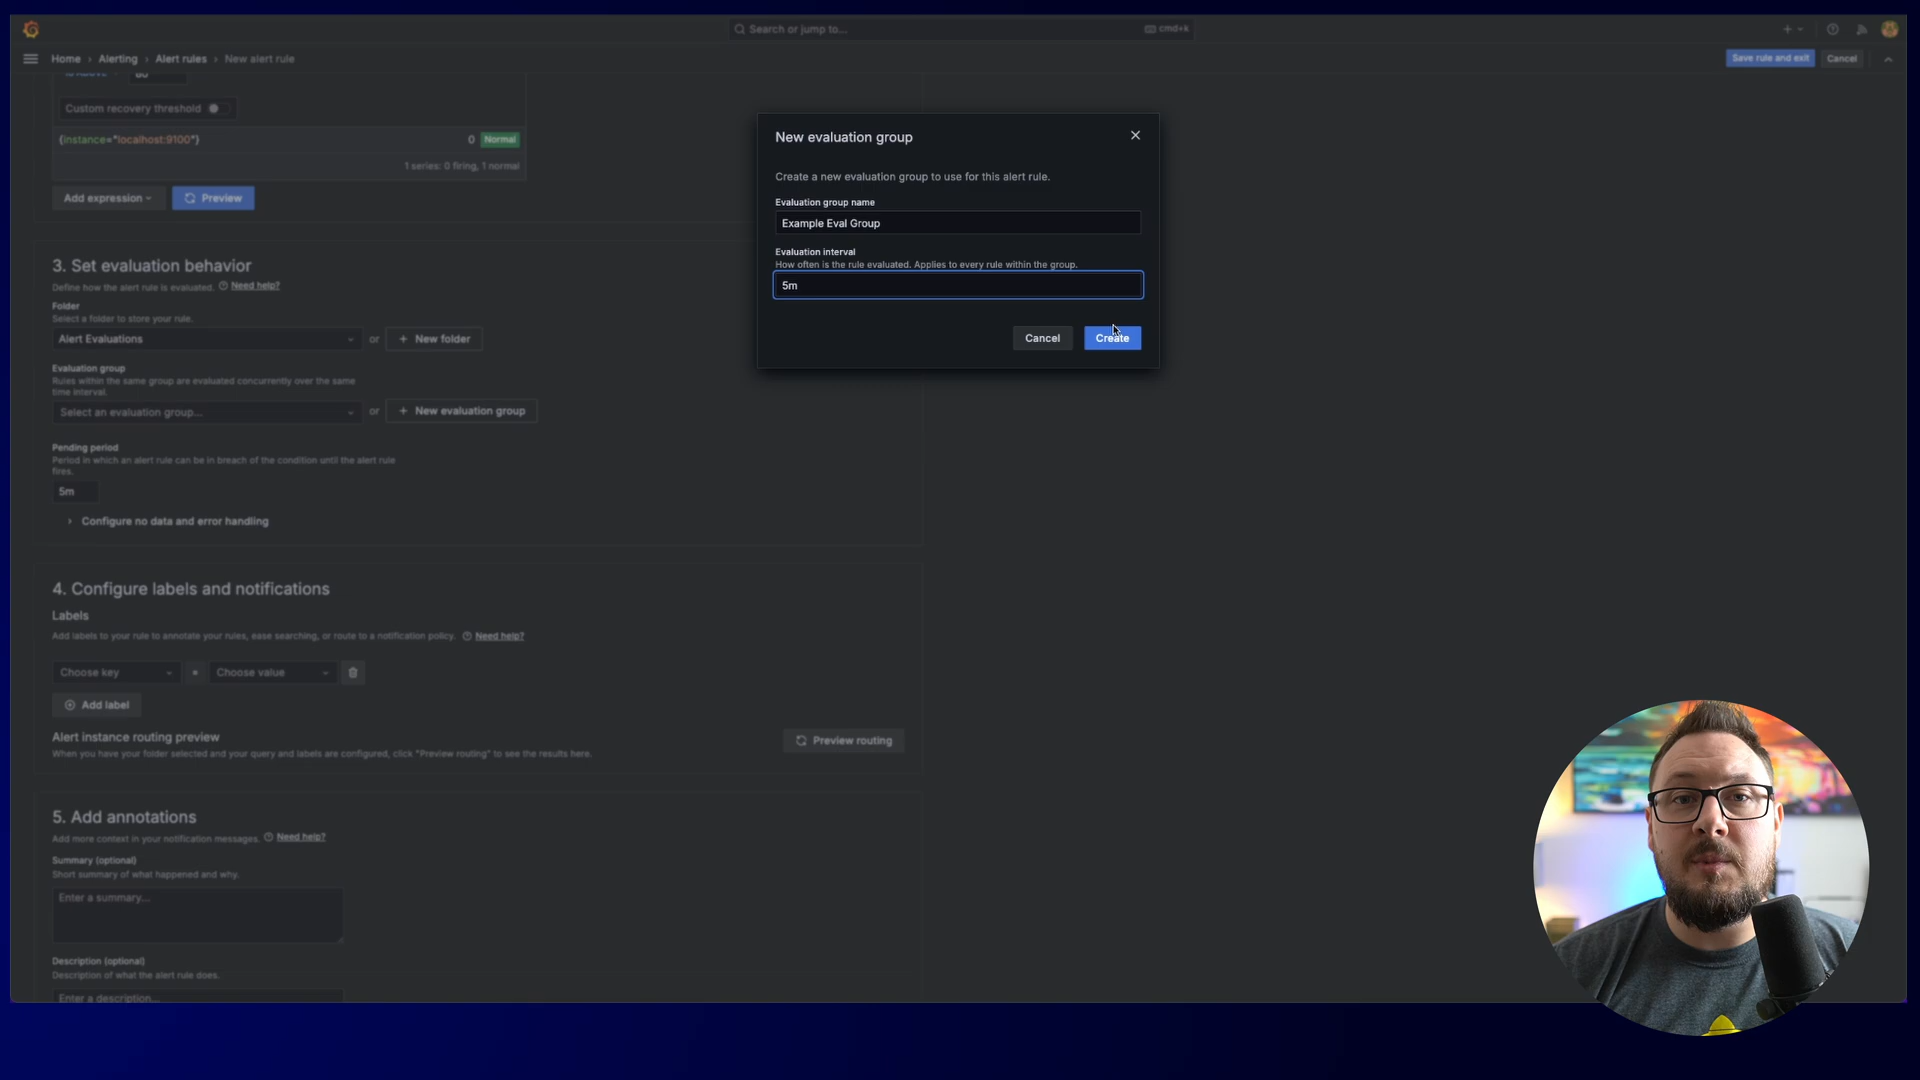 Search or jump to...
cmd+k
Home › Alerting › Alert rules › New alert rule
Save rule and exit
Cancel
Custom recovery threshold
{instance="localhost:9100"}
0 Normal
1 series: 0 firing, 1 normal
Add expression
Preview
New evaluation group
Create a new evaluation group to use for this alert rule.
Evaluation group name
Example Eval Group
Evaluation interval
How often is the rule evaluated. Applies to every rule within the group.
5m
Cancel
Create
3. Set evaluation behavior
Define how the alert rule is evaluated. Need help?
Folder
Select a folder to store your rule.
Alert Evaluations
or
+ New folder
Evaluation group
Rules within the same group are evaluated concurrently over the same
time interval.
Select an evaluation group...
or
+ New evaluation group
Pending period
Period in which an alert rule can be in breach of the condition until the alert rule
fires.
5m
Configure no data and error handling
4. Configure labels and notifications
Labels
Add labels to your rule to annotate your rules, ease searching, or route to a notification policy. Need help?
Choose key
=
Choose value
Add label
Alert instance routing preview
When you have your folder selected and your query and labels are configured, click "Preview routing" to see the results here.
Preview routing
5. Add annotations
Add more context in your notification messages. Need help?
Summary (optional)
Short summary of what happened and why.
Enter a summary...
Description (optional)
Description of what the alert rule does.
Enter a description...